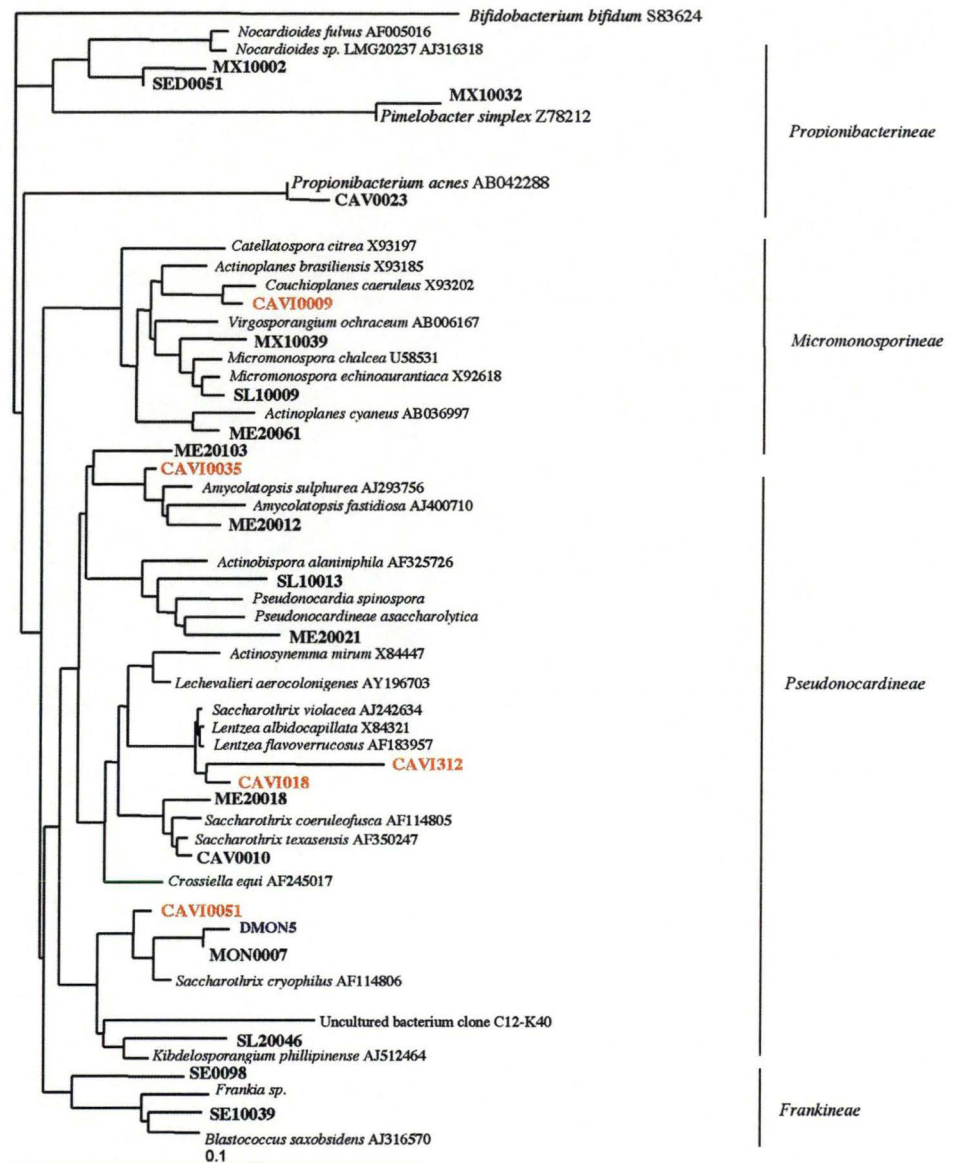 Bifidobacterium bifidum S83624
Nocardioides fulvus AF005016
Nocardioides sp. LMG20237 AJ316318
MX10002
SED0051
MX10032
Pimelobacter simplex Z78212
Propionibacterineae
Propionibacterium acnes AB042288
CAV0023
Catellatospora citrea X93197
Actinoplanes brasiliensis X93185
Couchioplanes caeruleus X93202
CAVI0009
Virgosporangium ochraceum AB006167
MX10039
Micromonosporineae
Micromonospora chalcea U58531
Micromonospora echinoaurantiaca X92618
SL10009
Actinoplanes cyaneus AB036997
ME20061
ME20103
CAVI0035
Amycolatopsis sulphurea AJ293756
Amycolatopsis fastidiosa AJ400710
ME20012
Actinobispora alaniniphila AF325726
SL10013
Pseudonocardia spinospora
Pseudonocardineae asaccharolytica
ME20021
Actinosynemma mirum X84447
Lechevalieri aerocolonigenes AY196703
Pseudonocardineae
Saccharothrix violacea AJ242634
Lentzea albidocapillata X84321
Lentzea flavoverrucosus AF183957
CAVI312
CAVI018
ME20018
Saccharothrix coeruleofusca AF114805
Saccharothrix texasensis AF350247
CAV0010
Crossiella equi AF245017
CAVI0051
DMON5
MON0007
Saccharothrix cryophilus AF114806
Uncultured bacterium clone C12-K40
SL20046
Kibdelosporangium phillipinense AJ512464
SE0098
Frankia sp.
SE10039
Frankineae
Blastococcus saxobsidens AJ316570
0.1